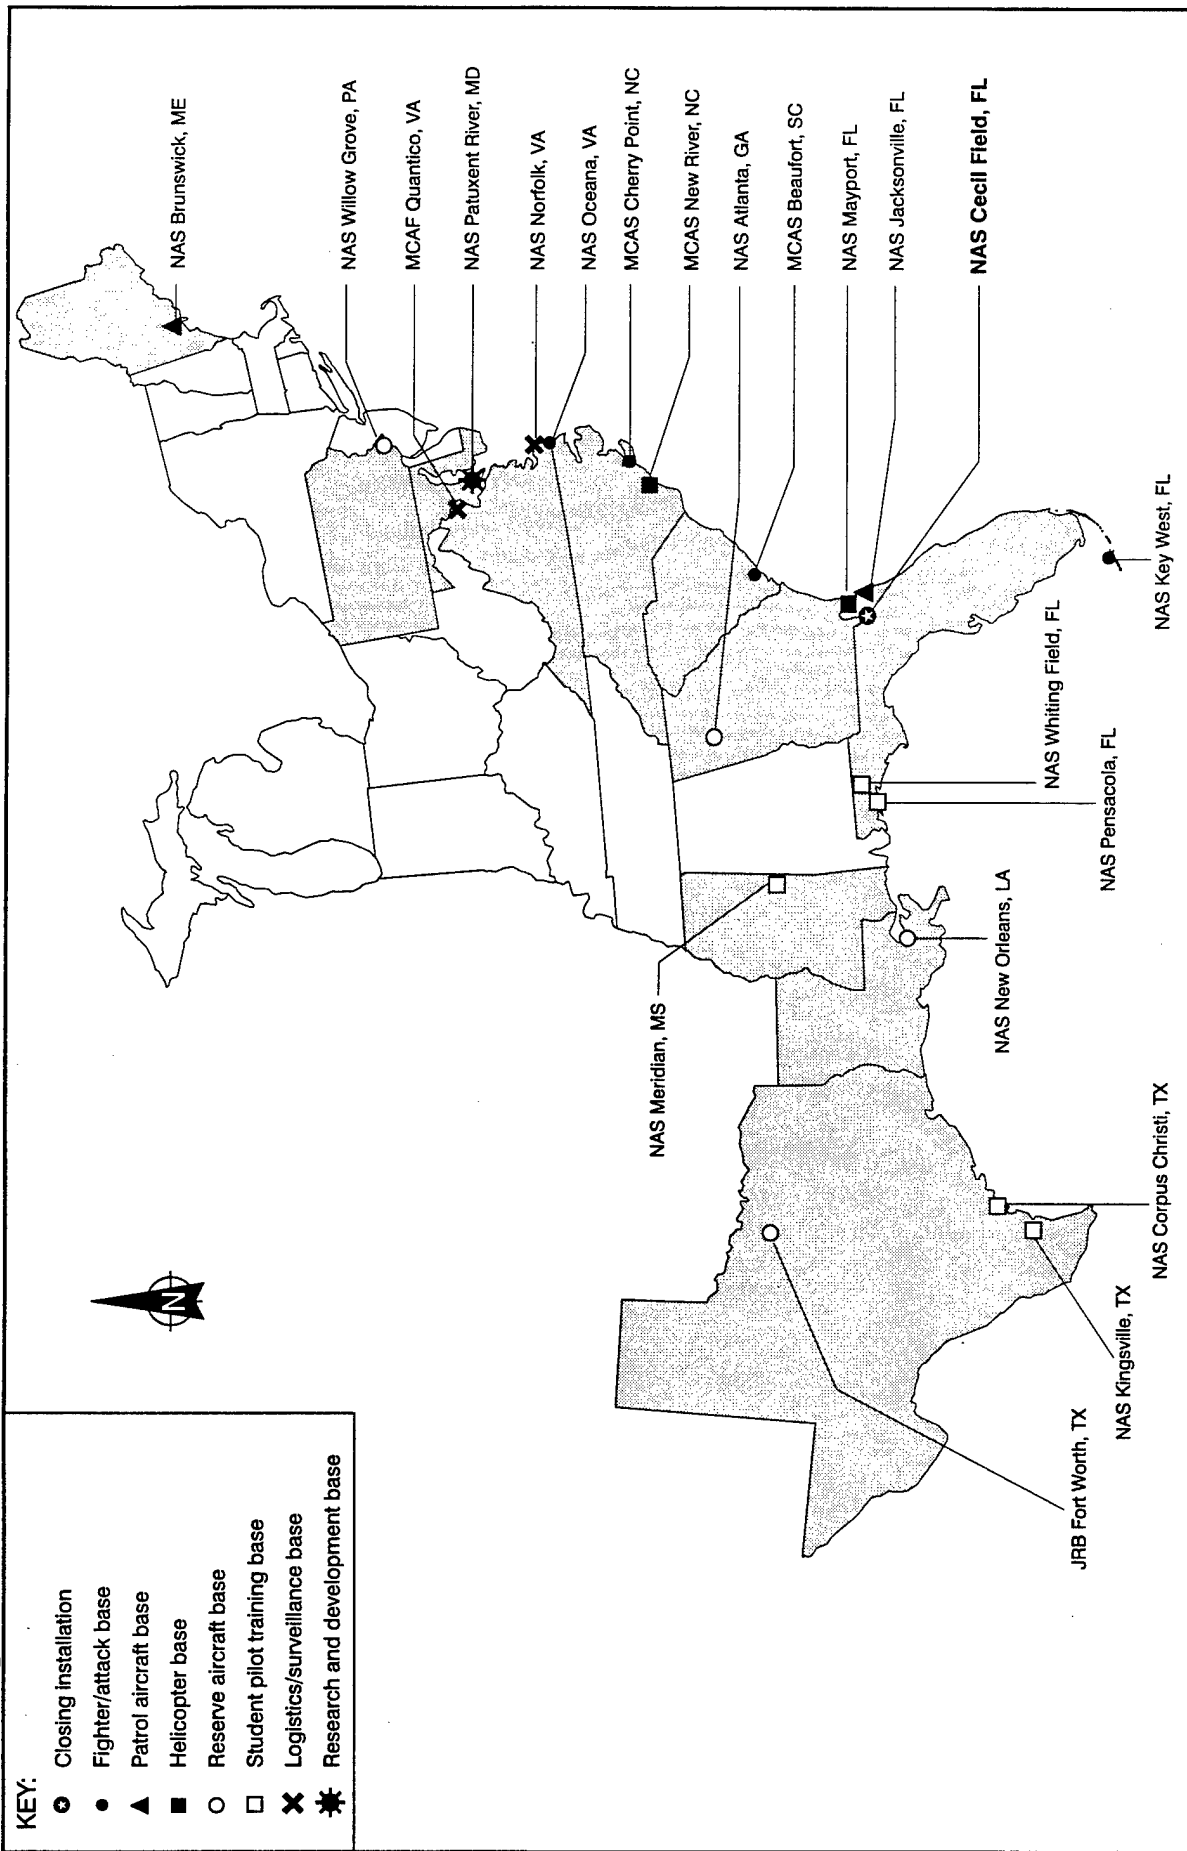 KEY:
Closing installation
Fighter/attack base
Patrol aircraft base
Helicopter base
Reserve aircraft base
Student pilot training base
Logistics/surveillance base
Research and development base
N
NAS Brunswick, ME
NAS Willow Grove, PA
MCAF Quantico, VA
NAS Patuxent River, MD
NAS Norfolk, VA
NAS Oceana, VA
MCAS Cherry Point, NC
MCAS New River, NC
NAS Atlanta, GA
MCAS Beaufort, SC
NAS Mayport, FL
NAS Jacksonville, FL
NAS Cecil Field, FL
NAS Meridian, MS
NAS Whiting Field, FL
NAS Pensacola, FL
NAS Key West, FL
NAS New Orleans, LA
JRB Fort Worth, TX
NAS Kingsville, TX
NAS Corpus Christi, TX